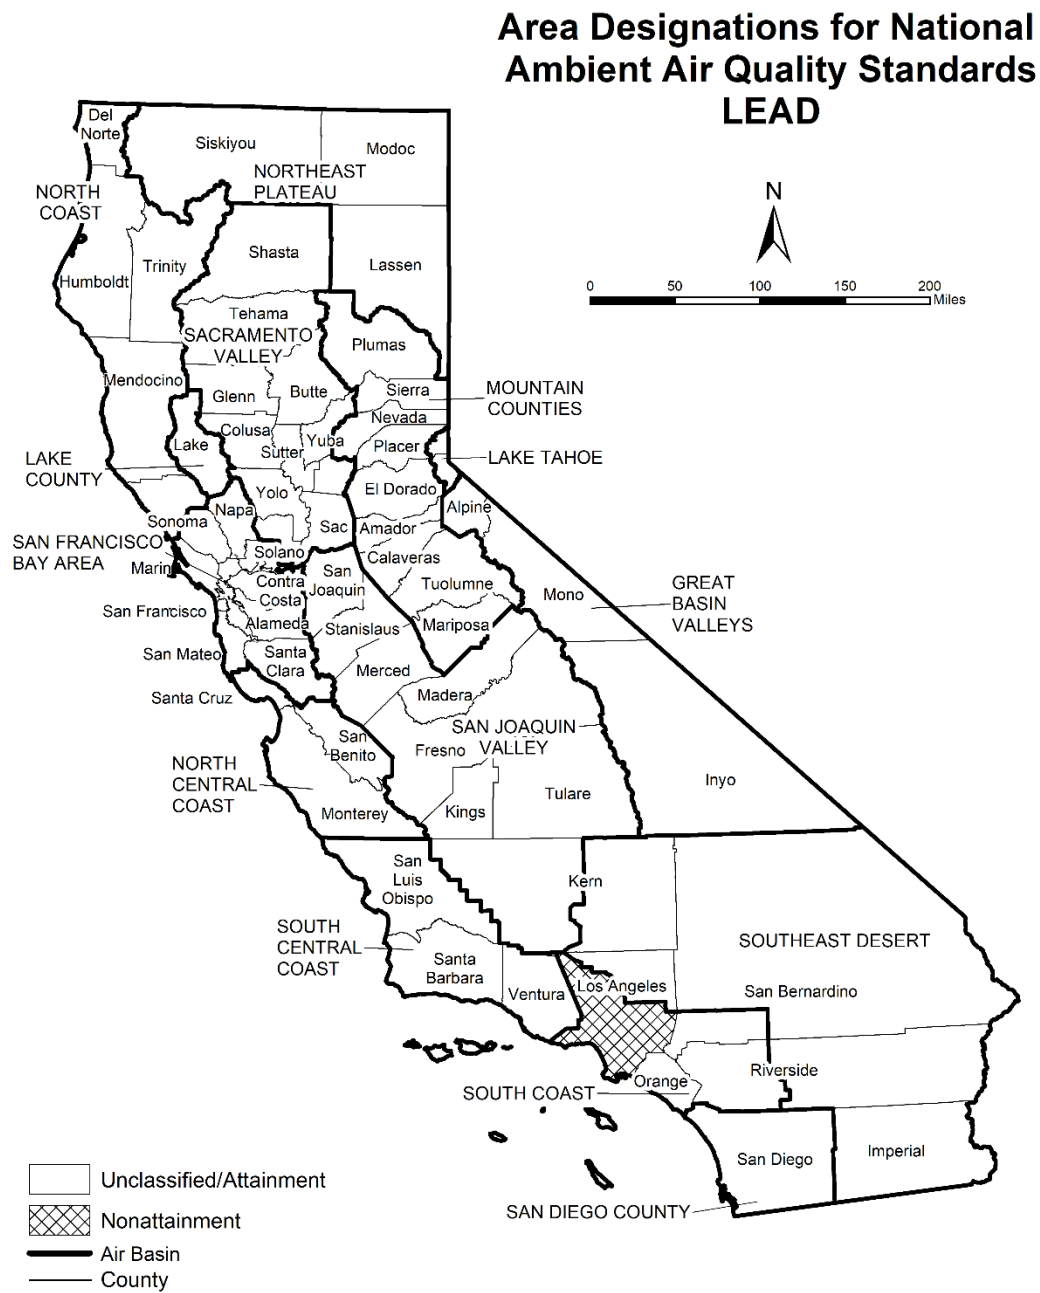 Area Designations for National
Ambient Air Quality Standards
LEAD
Del
Norte
Siskiyou
Modoc
NORTHEAST
PLATEAU
NORTH
COAST
N
Shasta
Trinity
Lassen
Humboldt
0 50 100 150 200
Miles
Tehama
SACRAMENTO
VALLEY
Plumas
Mendocino
Glenn
Butte
Sierra
MOUNTAIN
COUNTIES
Nevada
Colusa
Yuba
Lake
Sutter
Placer
LAKE TAHOE
LAKE
COUNTY
Yolo
El Dorado
Napa
Alpine
Sonoma
Sac
Amador
SAN FRANCISCO
BAY AREA
Solano
Calaveras
Marin
Contra
Costa
San
Joaquin
Tuolumne
Mono
GREAT
BASIN
VALLEYS
San Francisco
Alameda
Stanislaus
Mariposa
San Mateo
Santa
Clara
Merced
Santa Cruz
Madera
SAN JOAQUIN
VALLEY
San
Benito
Fresno
NORTH
CENTRAL
COAST
Inyo
Tulare
Monterey
Kings
San
Luis
Obispo
Kern
SOUTH
CENTRAL
COAST
SOUTHEAST DESERT
Santa
Barbara
Ventura
Los Angeles
San Bernardino
Riverside
Orange
SOUTH COAST
San Diego
Imperial
SAN DIEGO COUNTY
Unclassified/Attainment
Nonattainment
Air Basin
County